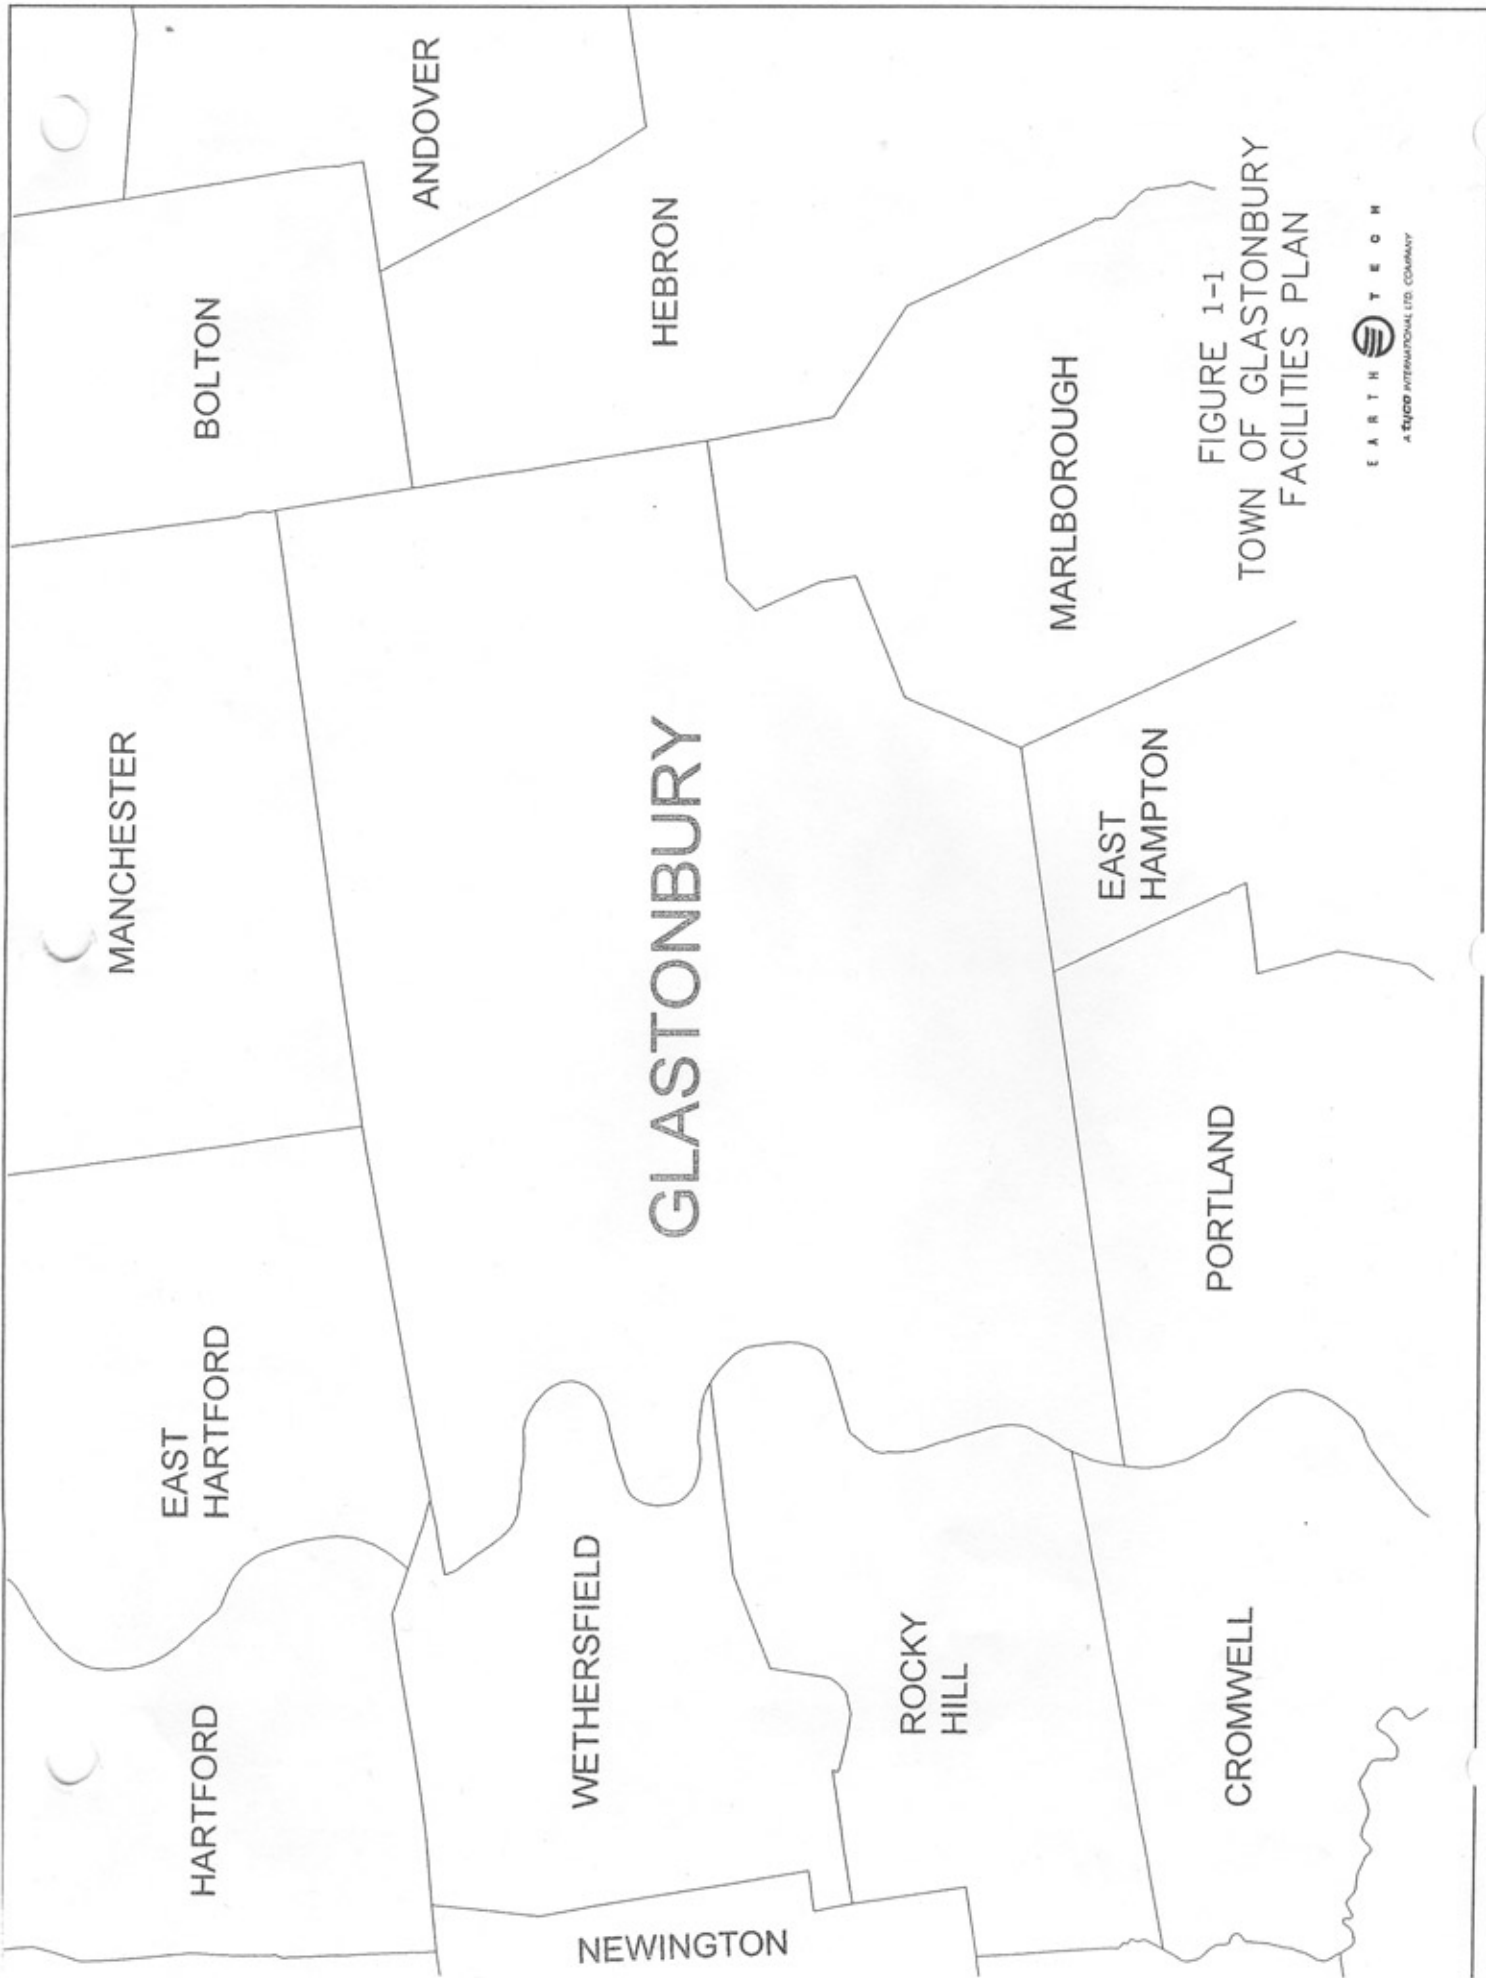 HARTFORD
EAST
HARTFORD
MANCHESTER
BOLTON
ANDOVER
NEWINGTON
WETHERSFIELD
GLASTONBURY
HEBRON
ROCKY
HILL
CROMWELL
PORTLAND
EAST
HAMPTON
MARLBOROUGH
FIGURE 1-1
TOWN OF GLASTONBURY
FACILITIES PLAN
EARTH TECH
A tyco INTERNATIONAL LTD. COMPANY